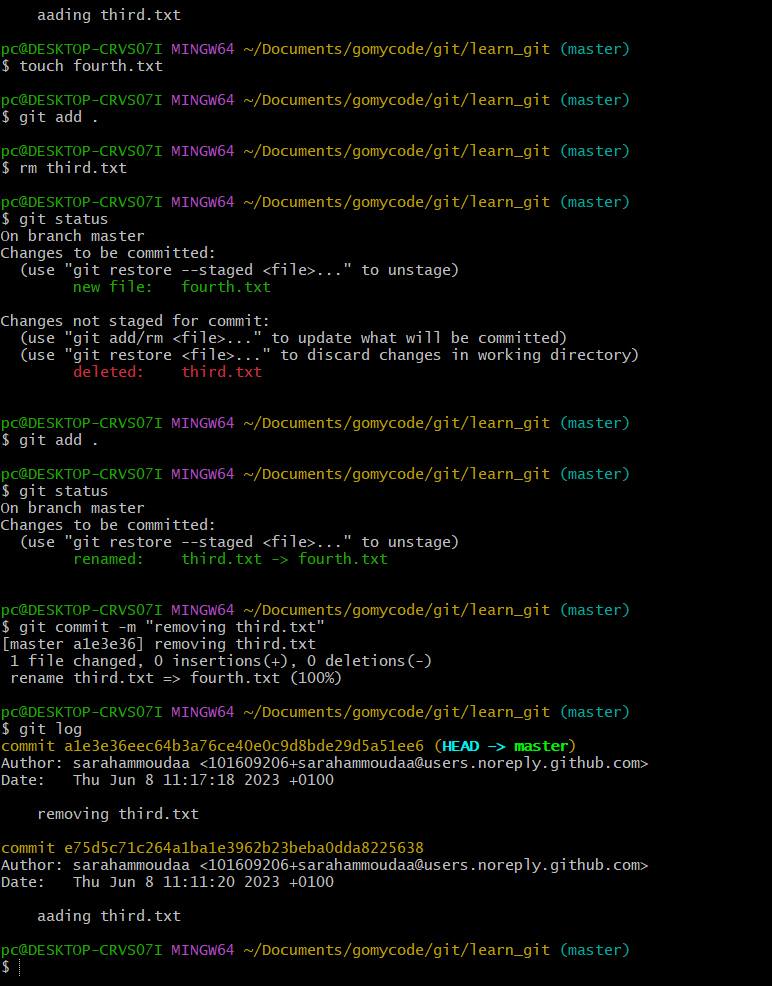 aading third.txt
pc@DESKTOP-CRVSO7I MINGW64 ~/Documents/gomycode/git/learn_git (master)
$ touch fourth.txt
pc@DESKTOP-CRVSO7I MINGW64 ~/Documents/gomycode/git/learn_git (master)
$ git add .
pc@DESKTOP-CRVSO7I MINGW64 ~/Documents/gomycode/git/learn_git (master)
$ rm third.txt
pc@DESKTOP-CRVSO7I MINGW64 ~/Documents/gomycode/git/learn_git (master)
$ git status
On branch master
Changes to be committed:
  (use "git restore --staged <file>..." to unstage)
        new file:   fourth.txt
Changes not staged for commit:
  (use "git add/rm <file>..." to update what will be committed)
  (use "git restore <file>..." to discard changes in working directory)
        deleted:    third.txt
pc@DESKTOP-CRVSO7I MINGW64 ~/Documents/gomycode/git/learn_git (master)
$ git add .
pc@DESKTOP-CRVSO7I MINGW64 ~/Documents/gomycode/git/learn_git (master)
$ git status
On branch master
Changes to be committed:
  (use "git restore --staged <file>..." to unstage)
        renamed:    third.txt -> fourth.txt
pc@DESKTOP-CRVSO7I MINGW64 ~/Documents/gomycode/git/learn_git (master)
$ git commit -m "removing third.txt"
[master a1e3e36] removing third.txt
 1 file changed, 0 insertions(+), 0 deletions(-)
 rename third.txt => fourth.txt (100%)
pc@DESKTOP-CRVSO7I MINGW64 ~/Documents/gomycode/git/learn_git (master)
$ git log
commit a1e3e36eec64b3a76ce40e0c9d8bde29d5a51ee6 (HEAD -> master)
Author: sarahammoudaa <101609206+sarahammoudaa@users.noreply.github.com>
Date:   Thu Jun 8 11:17:18 2023 +0100
    removing third.txt
commit e75d5c71c264a1ba1e3962b23beba0dda8225638
Author: sarahammoudaa <101609206+sarahammoudaa@users.noreply.github.com>
Date:   Thu Jun 8 11:11:20 2023 +0100
    aading third.txt
pc@DESKTOP-CRVSO7I MINGW64 ~/Documents/gomycode/git/learn_git (master)
$